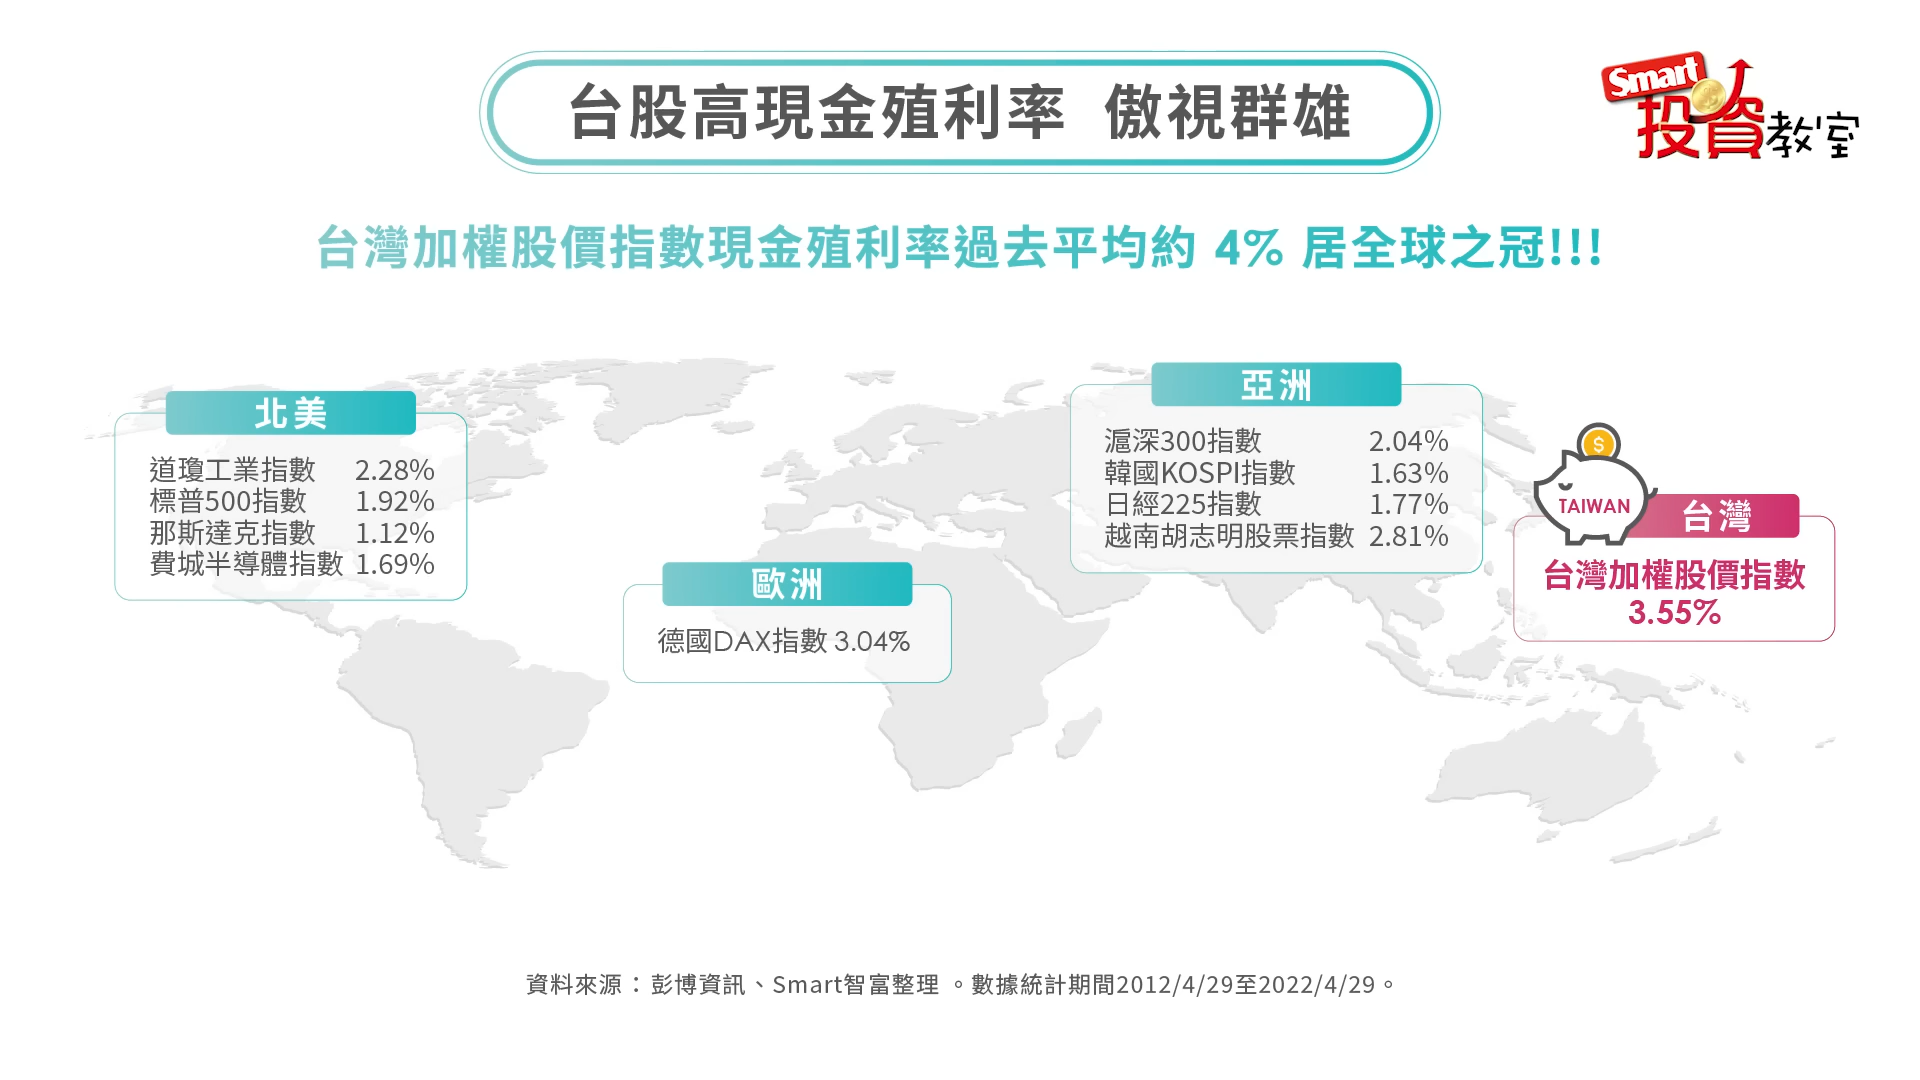 台股高現金殖利率 傲視群雄
Smart
投資教室
台灣加權股價指數現金殖利率過去平均約 4% 居全球之冠!!!
北美
道瓊工業指數 2.28%
標普500指數 1.92%
那斯達克指數 1.12%
費城半導體指數 1.69%
歐洲
德國DAX指數 3.04%
亞洲
滬深300指數 2.04%
韓國KOSPI指數 1.63%
日經225指數 1.77%
越南胡志明股票指數 2.81%
$
TAIWAN
台灣
台灣加權股價指數
3.55%
資料來源：彭博資訊、Smart智富整理。數據統計期間2012/4/29至2022/4/29。